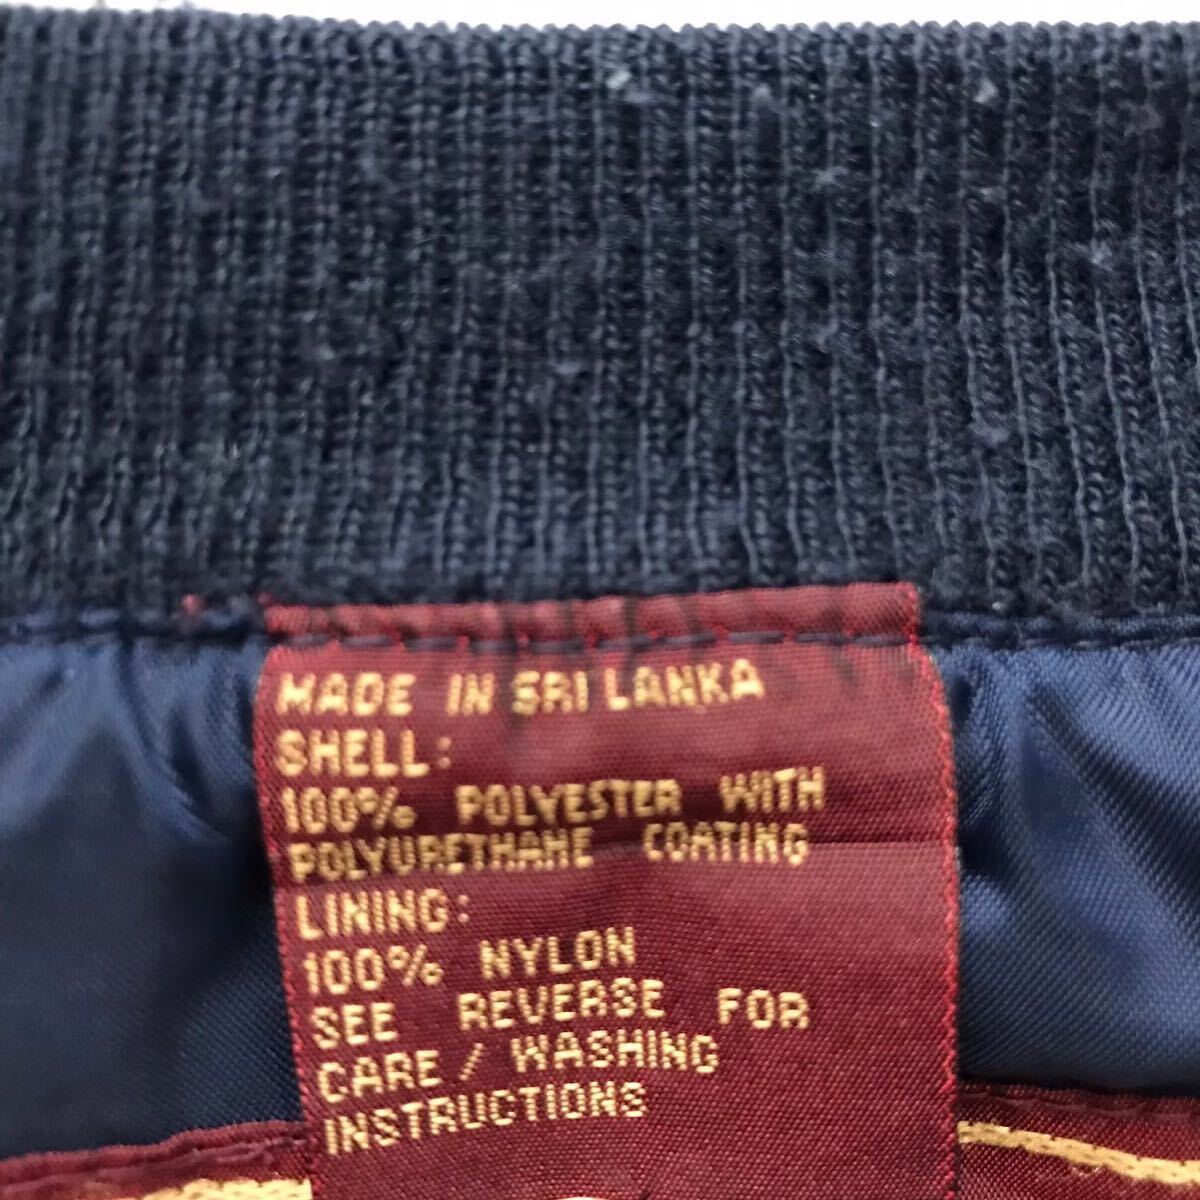 MADE IN SRI LANKA
SHELL:
100% POLYESTER WITH
POLYURETHANE COATING
LINING:
100% NYLON
SEE REVERSE FOR
CARE / WASHING
INSTRUCTIONS